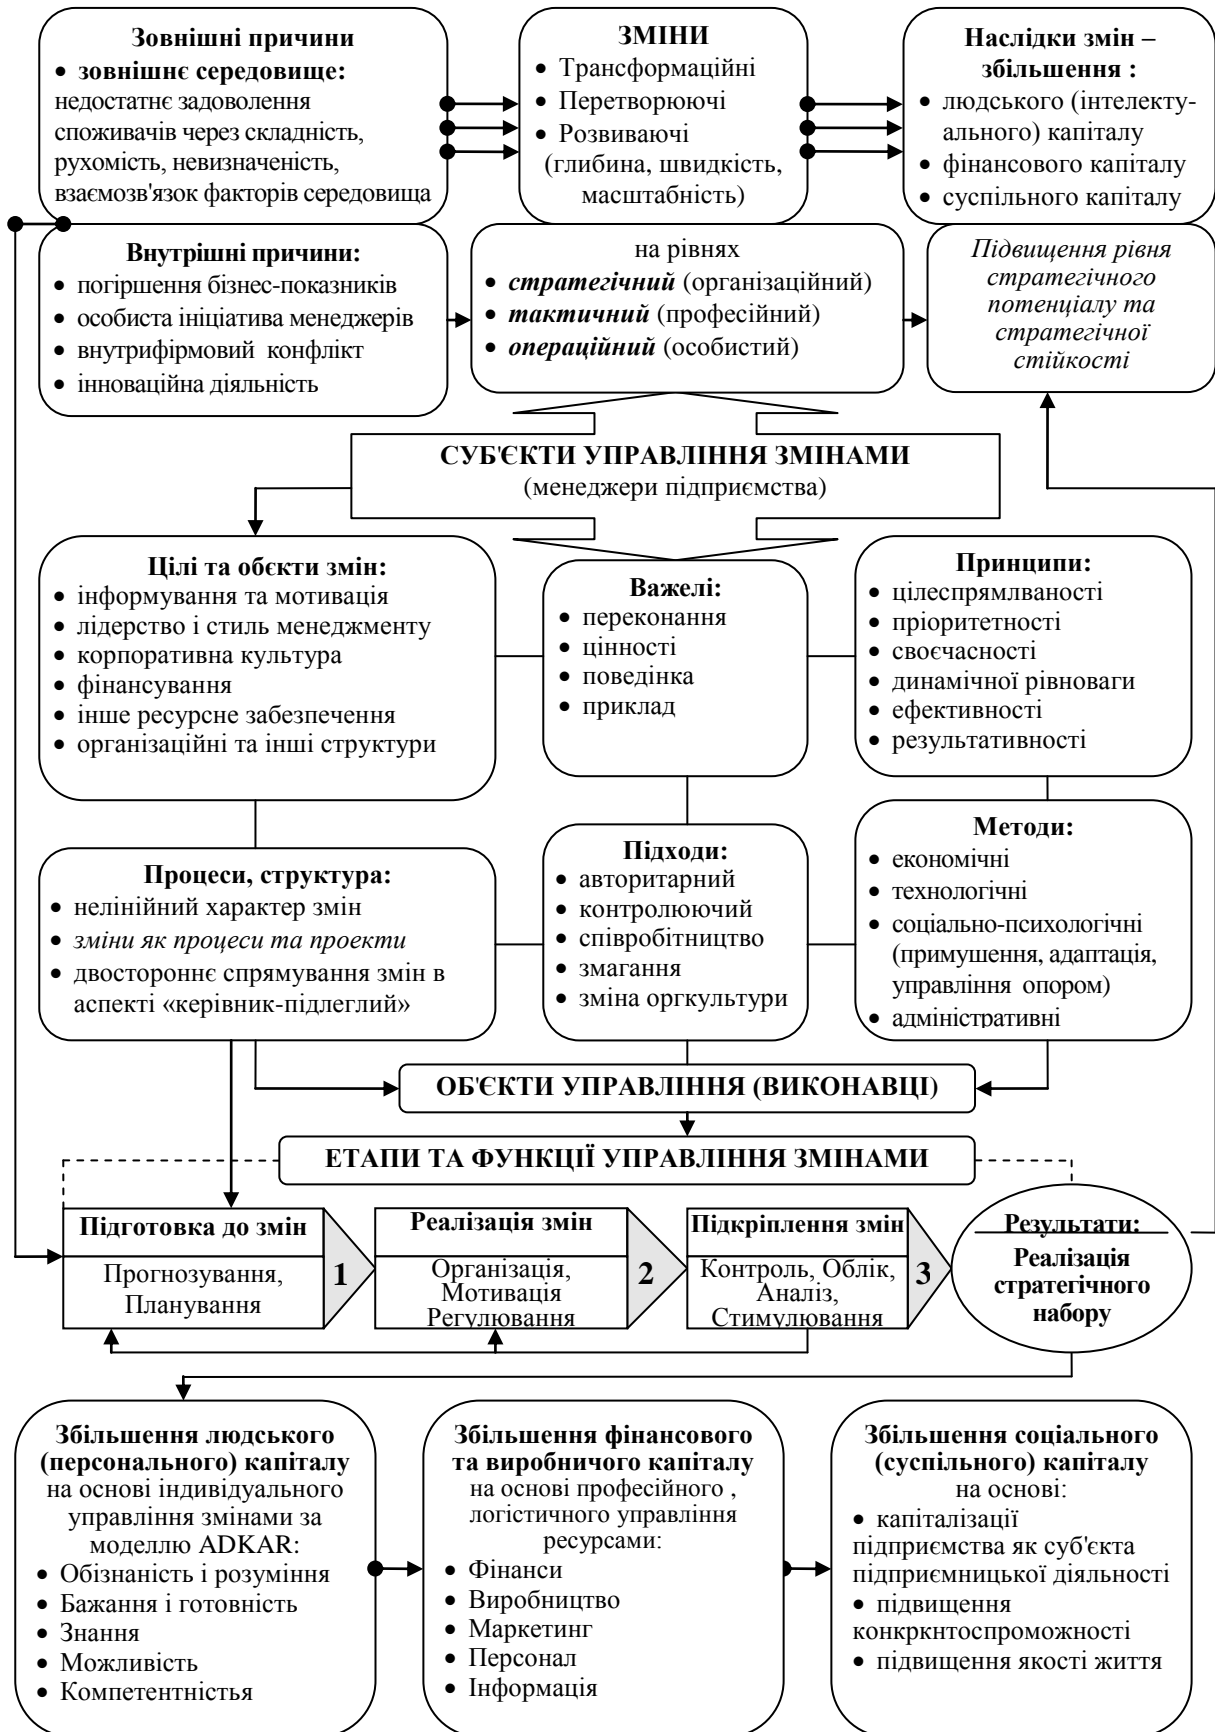 Зовнішні причини
• зовнішнє середовище:
недостатнє задоволення
споживачів через складність,
рухомість, невизначеність,
взаємозв'язок факторів середовища
ЗМІНИ
• Трансформаційні
• Перетворюючі
• Розвиваючі
(глибина, швидкість,
масштабність)
Наслідки змін –
збільшення :
• людського (інтелекту-
ального) капіталу
• фінансового капіталу
• суспільного капіталу
Внутрішні причини:
• погіршення бізнес-показників
• особиста ініціатива менеджерів
• внутрифірмовий конфлікт
• інноваційна діяльність
на рівнях
• стратегічний (організаційний)
• тактичний (професійний)
• операційний (особистий)
Підвищення рівня
стратегічного
потенціалу та
стратегічної
стійкості
СУБ'ЄКТИ УПРАВЛІННЯ ЗМІНАМИ
(менеджери підприємства)
Цілі та обєкти змін:
• інформування та мотивація
• лідерство і стиль менеджменту
• корпоративна культура
• фінансування
• інше ресурсне забезпечення
• організаційні та інші структури
Важелі:
• переконання
• цінності
• поведінка
• приклад
Принципи:
• цілеспрямлваності
• пріоритетності
• своєчасності
• динамічної рівноваги
• ефективності
• результативності
Процеси, структура:
• нелінійний характер змін
• зміни як процеси та проекти
• двостороннє спрямування змін в
аспекті «керівник-підлеглий»
Підходи:
• авторитарний
• контролюючий
• співробітництво
• змагання
• зміна оргкультури
Методи:
• економічні
• технологічні
• соціально-психологічні
(примушення, адаптація,
управління опором)
• адміністративні
ОБ'ЄКТИ УПРАВЛІННЯ (ВИКОНАВЦІ)
ЕТАПИ ТА ФУНКЦІЇ УПРАВЛІННЯ ЗМІНАМИ
Підготовка до змін
Прогнозування,
Планування
1
Реалізація змін
Організація,
Мотивація
Регулювання
2
Підкріплення змін
Контроль, Облік,
Аналіз,
Стимулювання
3
Результати:
Реалізація
стратегічного
набору
Збільшення людського
(персонального) капіталу
на основі індивідуального
управління змінами за
моделлю ADKAR:
• Обізнаність і розуміння
• Бажання і готовність
• Знання
• Можливість
• Компетентністья
Збільшення фінансового
та виробничого капіталу
на основі професійного ,
логістичного управління
ресурсами:
• Фінанси
• Виробництво
• Маркетинг
• Персонал
• Інформація
Збільшення соціального
(суспільного) капіталу
на основі:
• капіталізації
підприємства як суб'єкта
підприємницької діяльності
• підвищення
конкркнтоспроможності
• підвищення якості життя